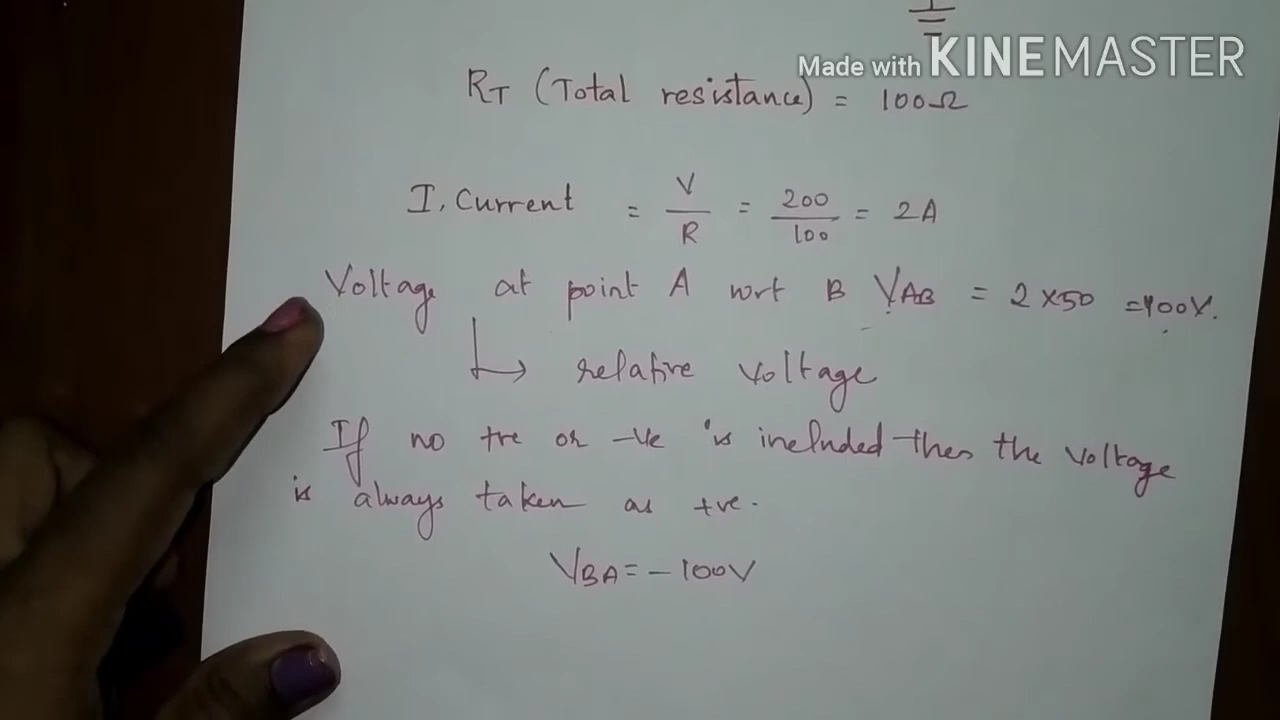 Made with KINEMASTER
RT (Total resistance) = 100Ω
I, Current = V/R = 200/100 = 2A
Voltage at point A wrt B VAB = 2 x 50 = 100V.
↳ relative voltage
If no +ve or -ve is included then the voltage
is always taken as +ve.
VBA = -100V